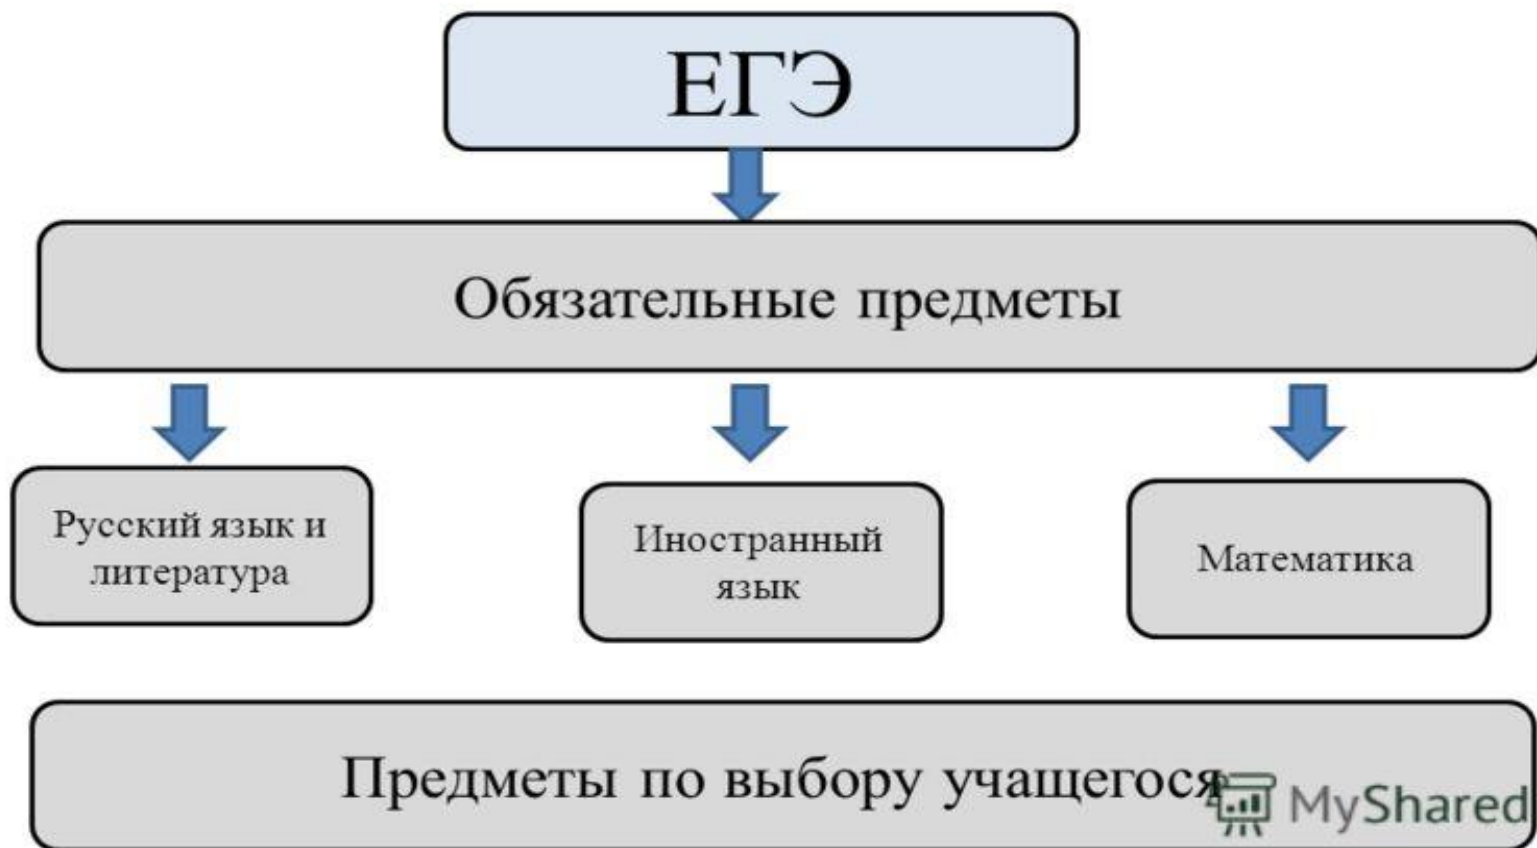 ЕГЭ
Обязательные предметы
Русский язык и
литература
Иностранный
язык
Математика
Предметы по выбору учащегося
MyShared